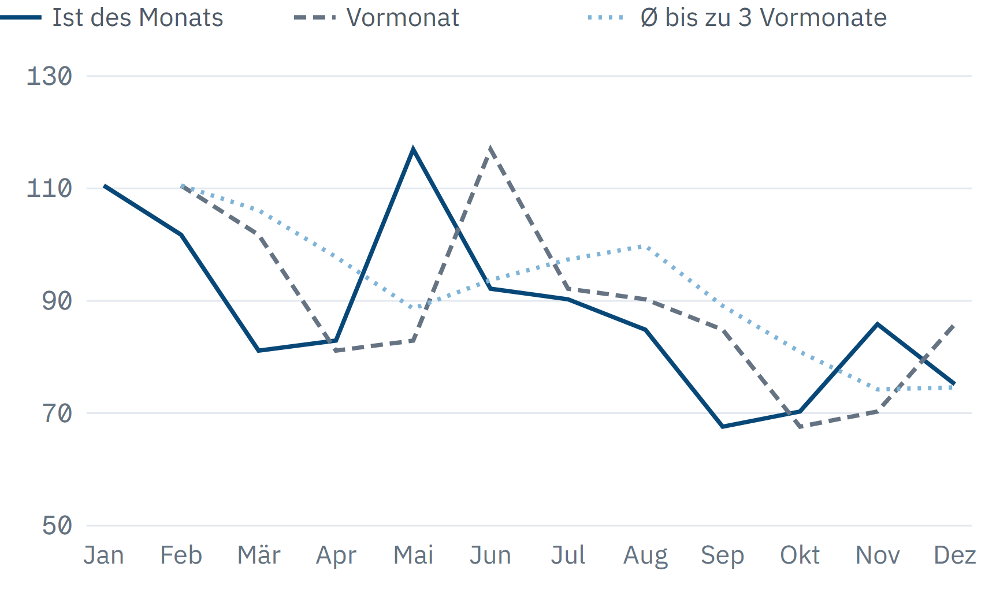 Ist des Monats Vormonat Ø bis zu 3 Vormonate
130
110
90
70
50
Jan Feb Mär Apr Mai Jun Jul Aug Sep Okt Nov Dez